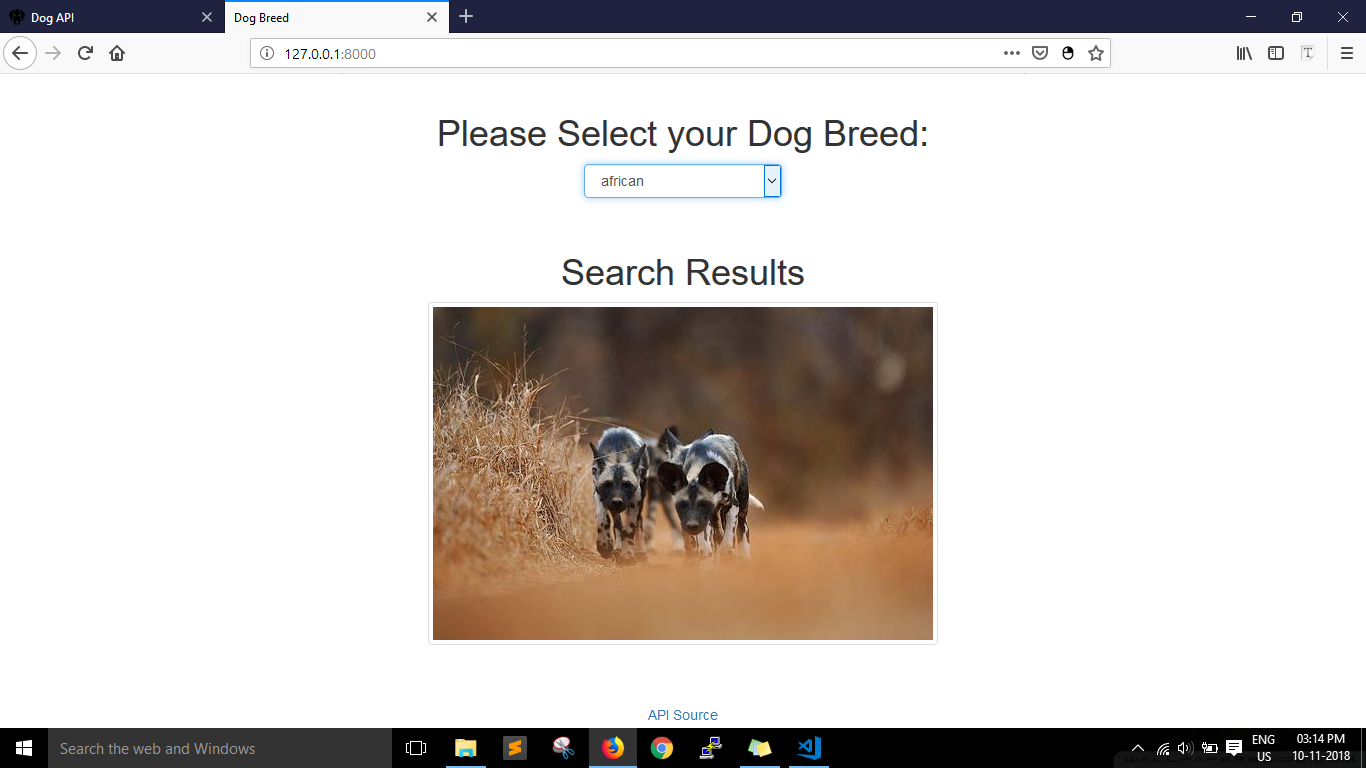 Dog API
Dog Breed
127.0.0.1:8000
Please Select your Dog Breed:
african
Search Results
API Source
Search the web and Windows
ENG
US
03:14 PM
10-11-2018